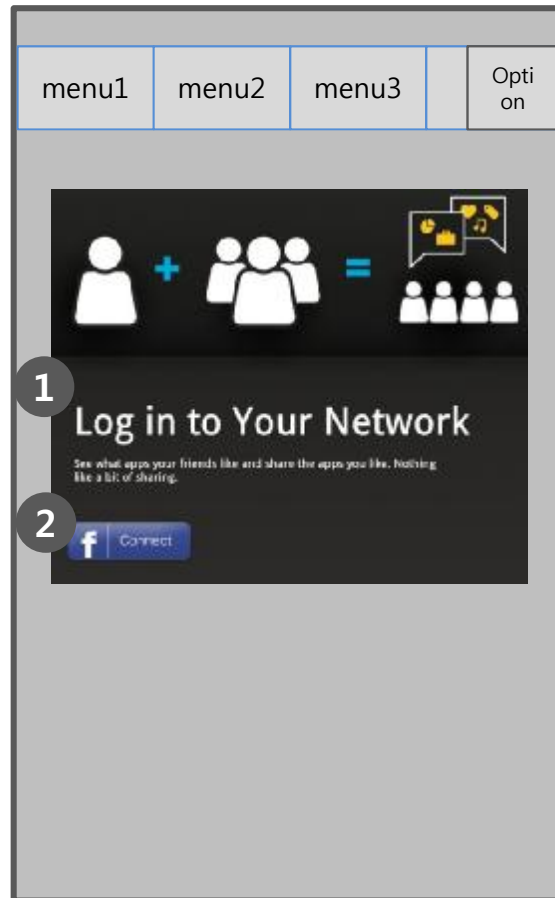 menu1 menu2 menu3 Opti
on
1
Log in to Your Network
See what apps your friends like and share the apps you like. Nothing
like a bit of sharing.
2
f Connect